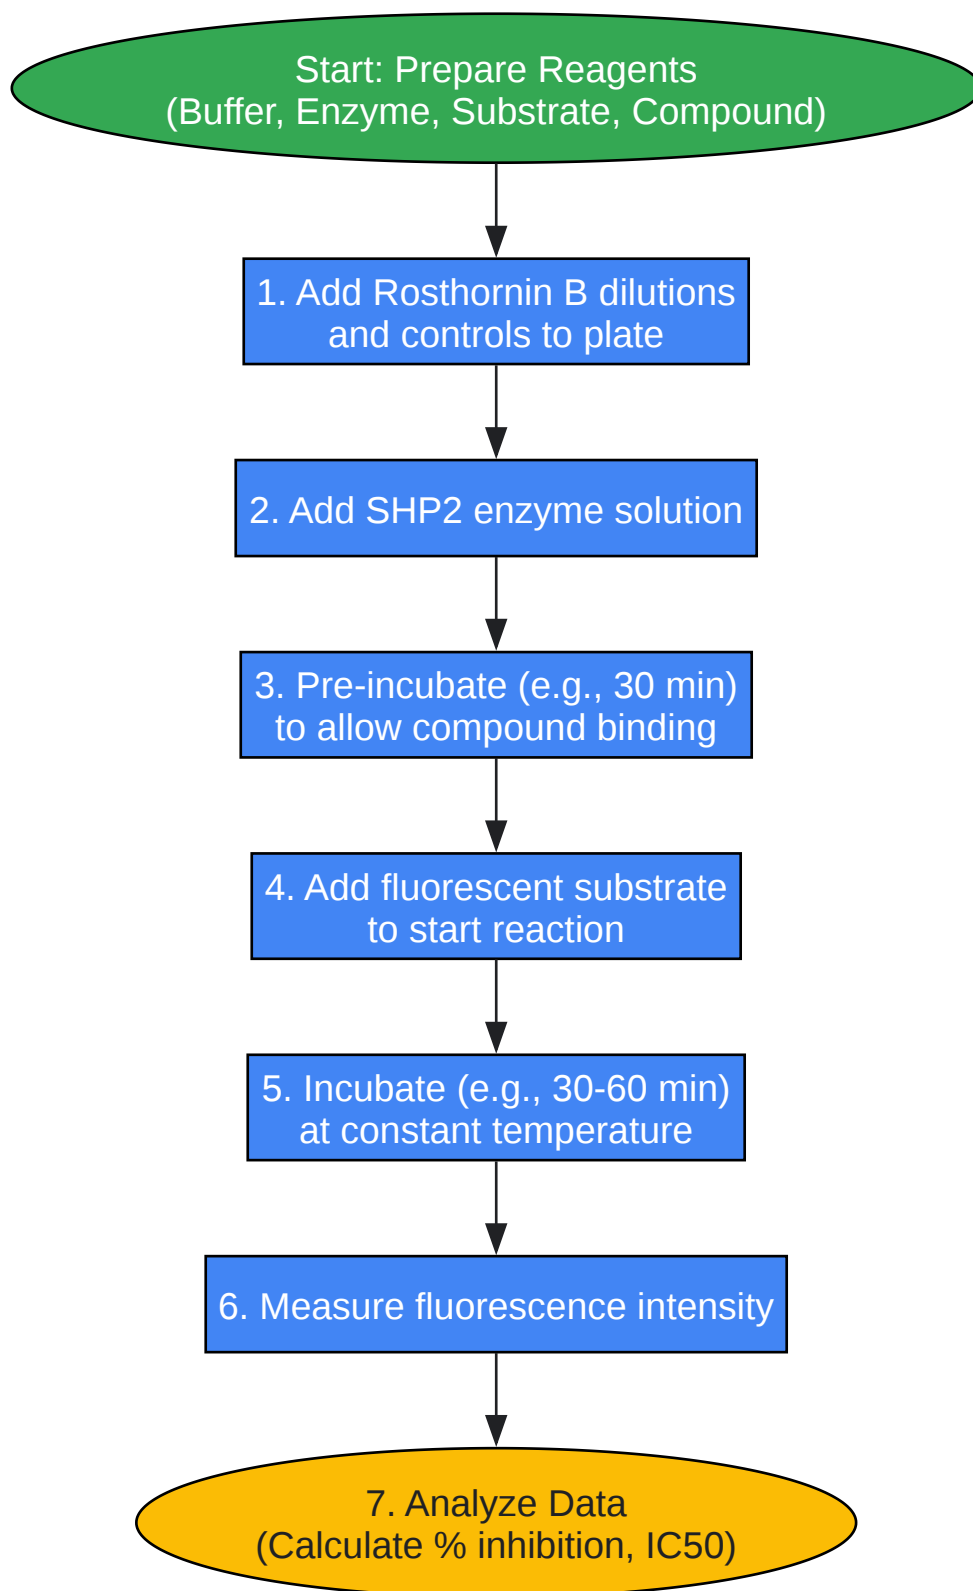 Start: Prepare Reagents
(Buffer, Enzyme, Substrate, Compound)
1. Add Rosthornin B dilutions
and controls to plate
2. Add SHP2 enzyme solution
3. Pre-incubate (e.g., 30 min)
to allow compound binding
4. Add fluorescent substrate
to start reaction
5. Incubate (e.g., 30-60 min)
at constant temperature
6. Measure fluorescence intensity
7. Analyze Data
(Calculate % inhibition, IC50)